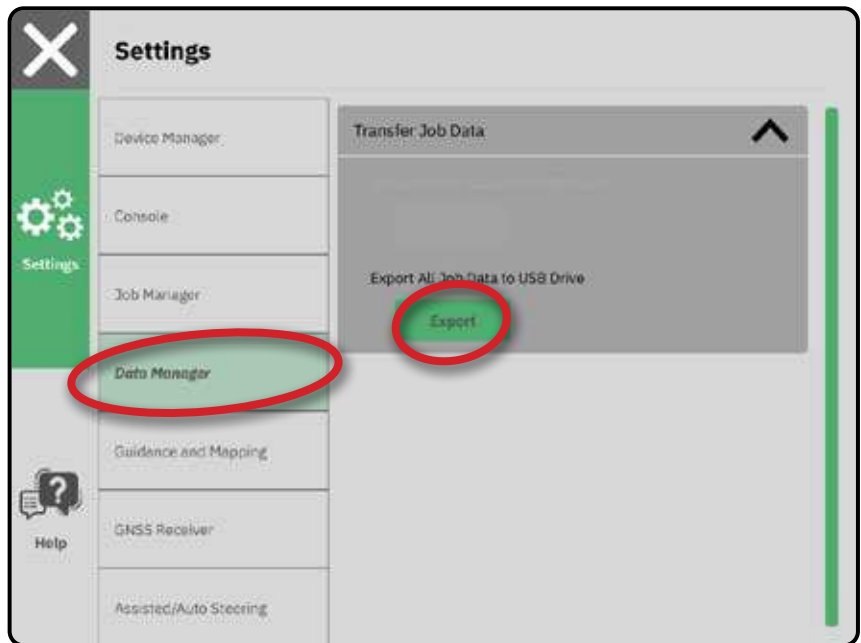 Settings
Settings
Help
Device Manager
Console
Job Manager
Data Manager
Guidance and Mapping
GNSS Receiver
Assisted/Auto Steering
Transfer Job Data
Export All Job Data to USB Drive
Export